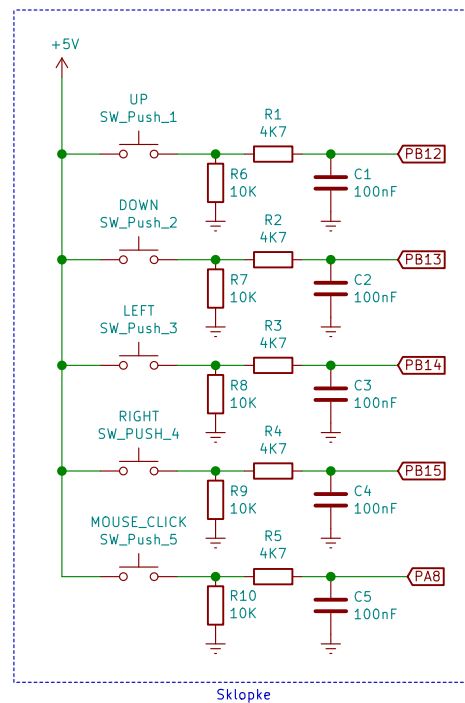 +5V
UP
SW_Push_1
R1
4K7
PB12
R6
10K
C1
100nF
DOWN
SW_Push_2
R2
4K7
PB13
R7
10K
C2
100nF
LEFT
SW_Push_3
R3
4K7
PB14
R8
10K
C3
100nF
RIGHT
SW_PUSH_4
R4
4K7
PB15
R9
10K
C4
100nF
MOUSE_CLICK
SW_Push_5
R5
4K7
PA8
R10
10K
C5
100nF
Sklopke